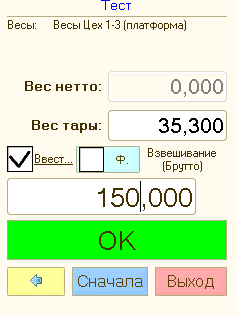 Тест
Весы: Весы Цех 1-3 (платформа)
Вес нетто: 0,000
Вес тары: 35,300
Ввест... Ф. Взвешивание
(Брутто)
150,000
OK
Сначала Выход